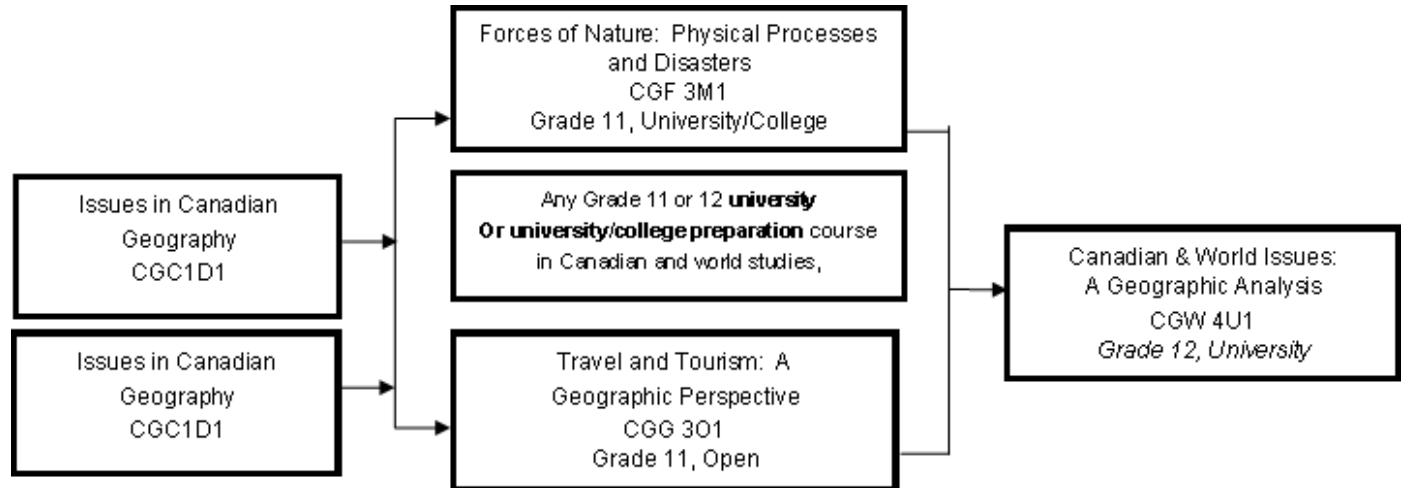 Forces of Nature: Physical Processes
and Disasters
CGF 3M1
Grade 11, University/College
Issues in Canadian
Geography
CGC1D1
Any Grade 11 or 12 university
Or university/college preparation course
in Canadian and world studies,
Canadian & World Issues:
A Geographic Analysis
CGW 4U1
Grade 12, University
Issues in Canadian
Geography
CGC1D1
Travel and Tourism: A
Geographic Perspective
CGG 3O1
Grade 11, Open